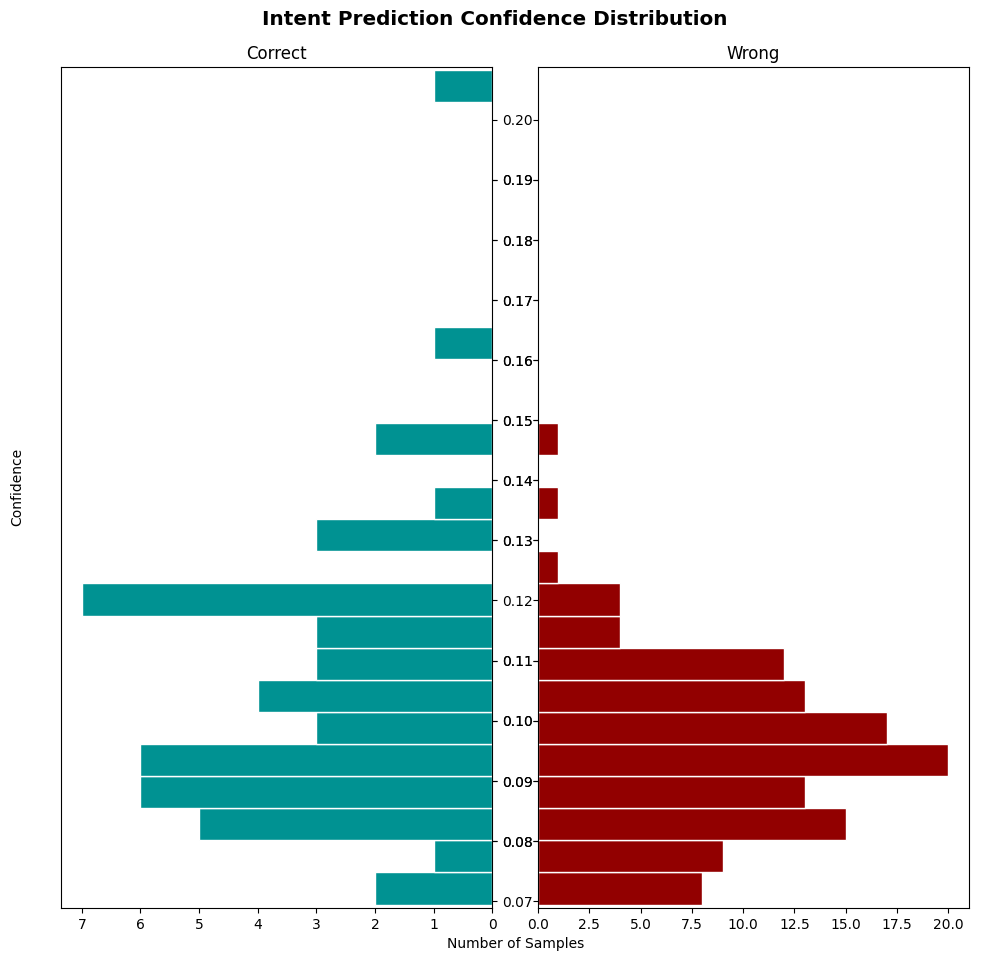 Intent Prediction Confidence Distribution
Correct
Wrong
Confidence
0.20
0.19
0.18
0.17
0.16
0.15
0.14
0.13
0.12
0.11
0.10
0.09
0.08
0.07
7 6 5 4 3 2 1 0
0.0 2.5 5.0 7.5 10.0 12.5 15.0 17.5 20.0
Number of Samples